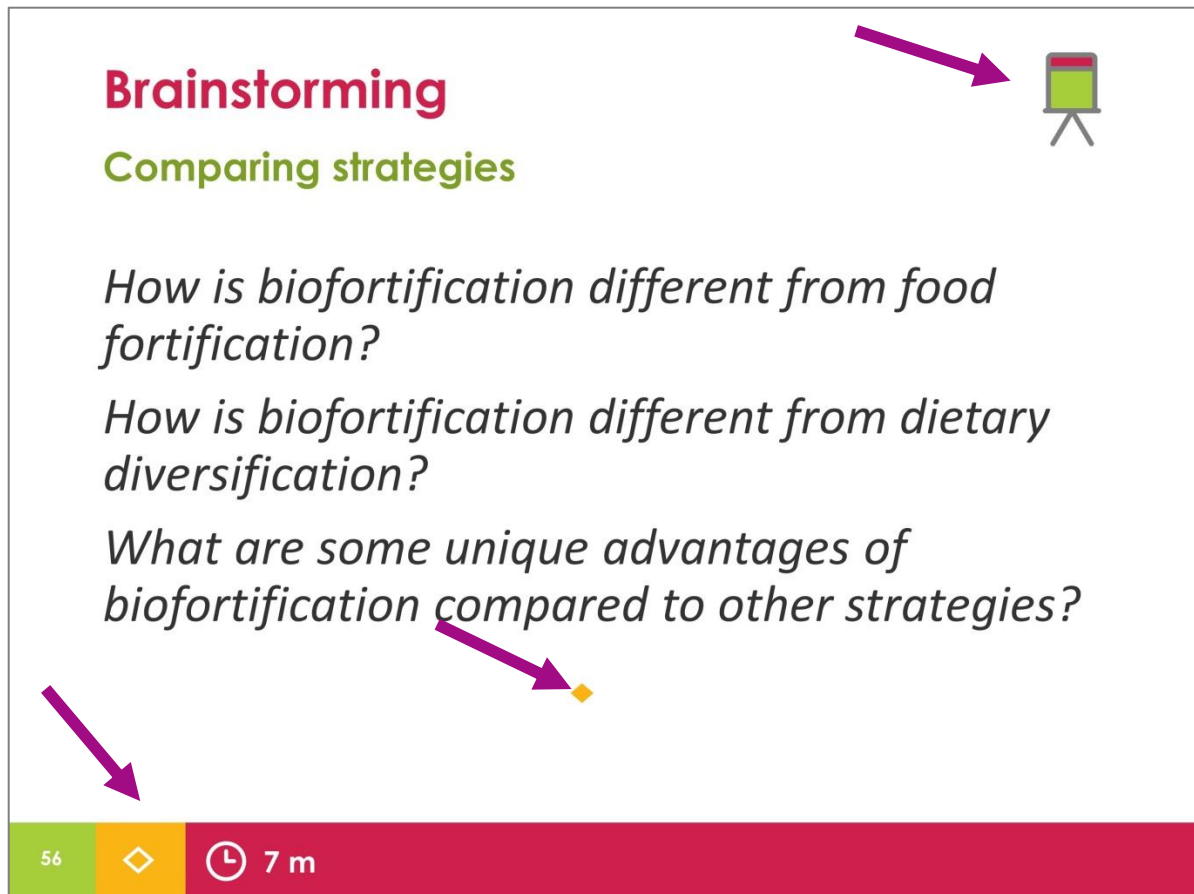 Brainstorming
Comparing strategies
How is biofortification different from food
fortification?
How is biofortification different from dietary
diversification?
What are some unique advantages of
biofortification compared to other strategies?
56
7 m